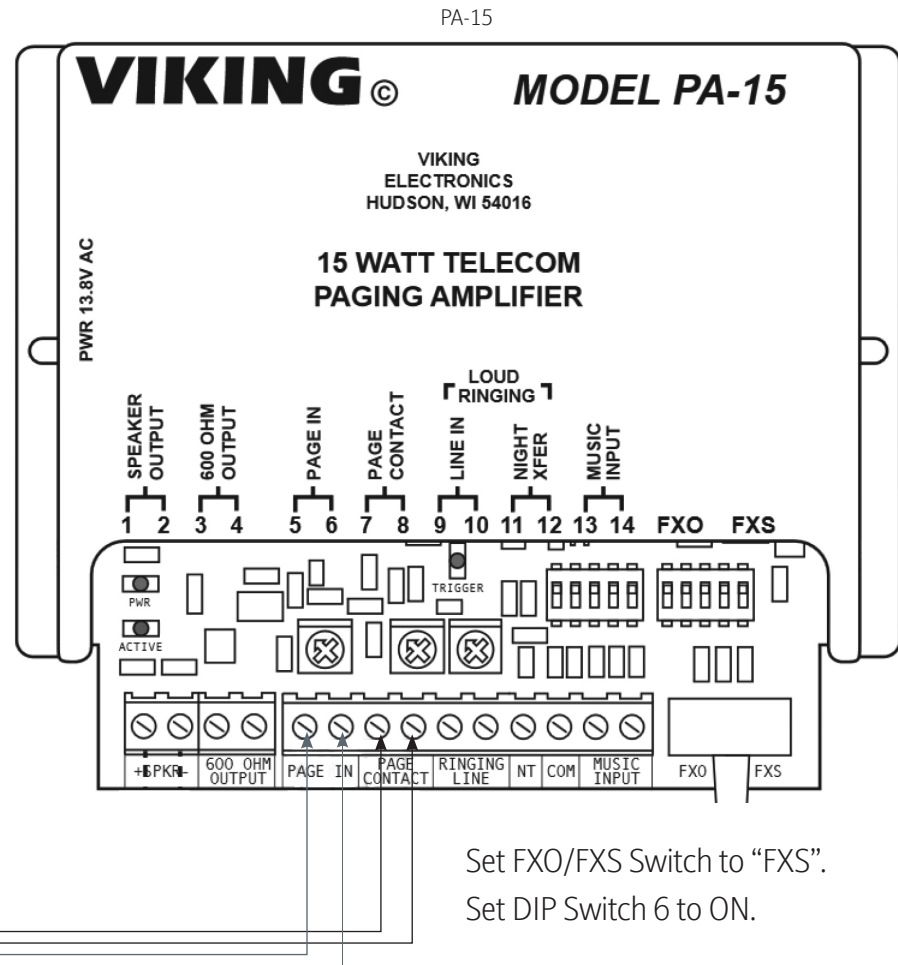 PA-15
VIKING © MODEL PA-15
VIKING
ELECTRONICS
HUDSON, WI 54016
PWR 13.8V AC
15 WATT TELECOM
PAGING AMPLIFIER
LOUD
RINGING
SPEAKER
OUTPUT
600 OHM
OUTPUT
PAGE IN
PAGE
CONTACT
LINE IN
NIGHT
XFER
MUSIC
INPUT
1 2 3 4 5 6 7 8 9 10 11 12 13 14 FXO FXS
TRIGGER
PWR
ACTIVE
+SPKR-
600 OHM
OUTPUT
PAGE IN
PAGE
CONTACT
RINGING
LINE
NT
COM
MUSIC
INPUT
FXO
FXS
Set FXO/FXS Switch to “FXS”.
Set DIP Switch 6 to ON.